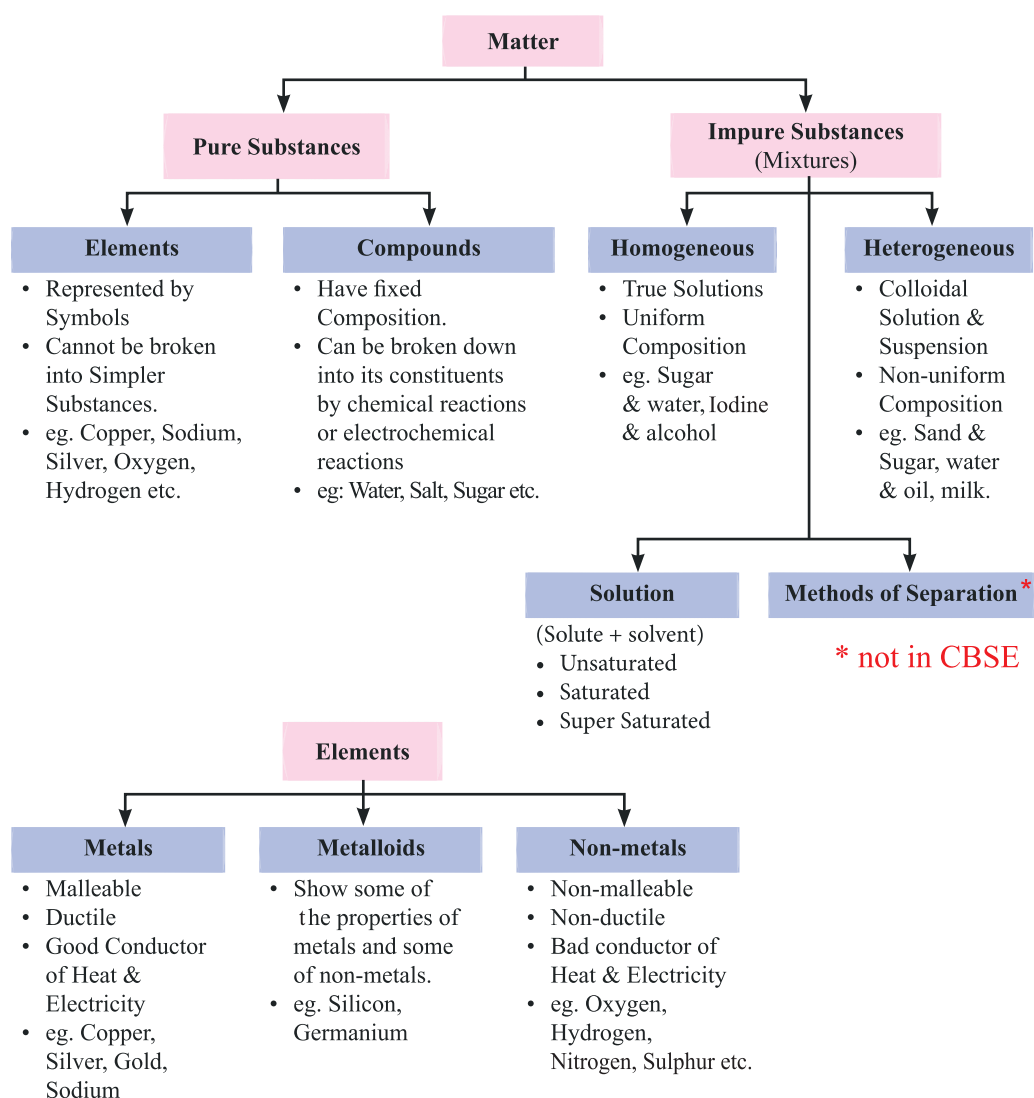 Matter
Pure Substances
Impure Substances
(Mixtures)
Elements
• Represented by
Symbols
• Cannot be broken
into Simpler
Substances.
• eg. Copper, Sodium,
Silver, Oxygen,
Hydrogen etc.
Compounds
• Have fixed
Composition.
• Can be broken down
into its constituents
by chemical reactions
or electrochemical
reactions
• eg: Water, Salt, Sugar etc.
Homogeneous
• True Solutions
• Uniform
Composition
• eg. Sugar
& water, Iodine
& alcohol
Heterogeneous
• Colloidal
Solution &
Suspension
• Non-uniform
Composition
• eg. Sand &
Sugar, water
& oil, milk.
Solution
(Solute + solvent)
• Unsaturated
• Saturated
• Super Saturated
Methods of Separation*
* not in CBSE
Elements
Metals
• Malleable
• Ductile
• Good Conductor
of Heat &
Electricity
• eg. Copper,
Silver, Gold,
Sodium
Metalloids
• Show some of
the properties of
metals and some
of non-metals.
• eg. Silicon,
Germanium
Non-metals
• Non-malleable
• Non-ductile
• Bad conductor of
Heat & Electricity
• eg. Oxygen,
Hydrogen,
Nitrogen, Sulphur etc.